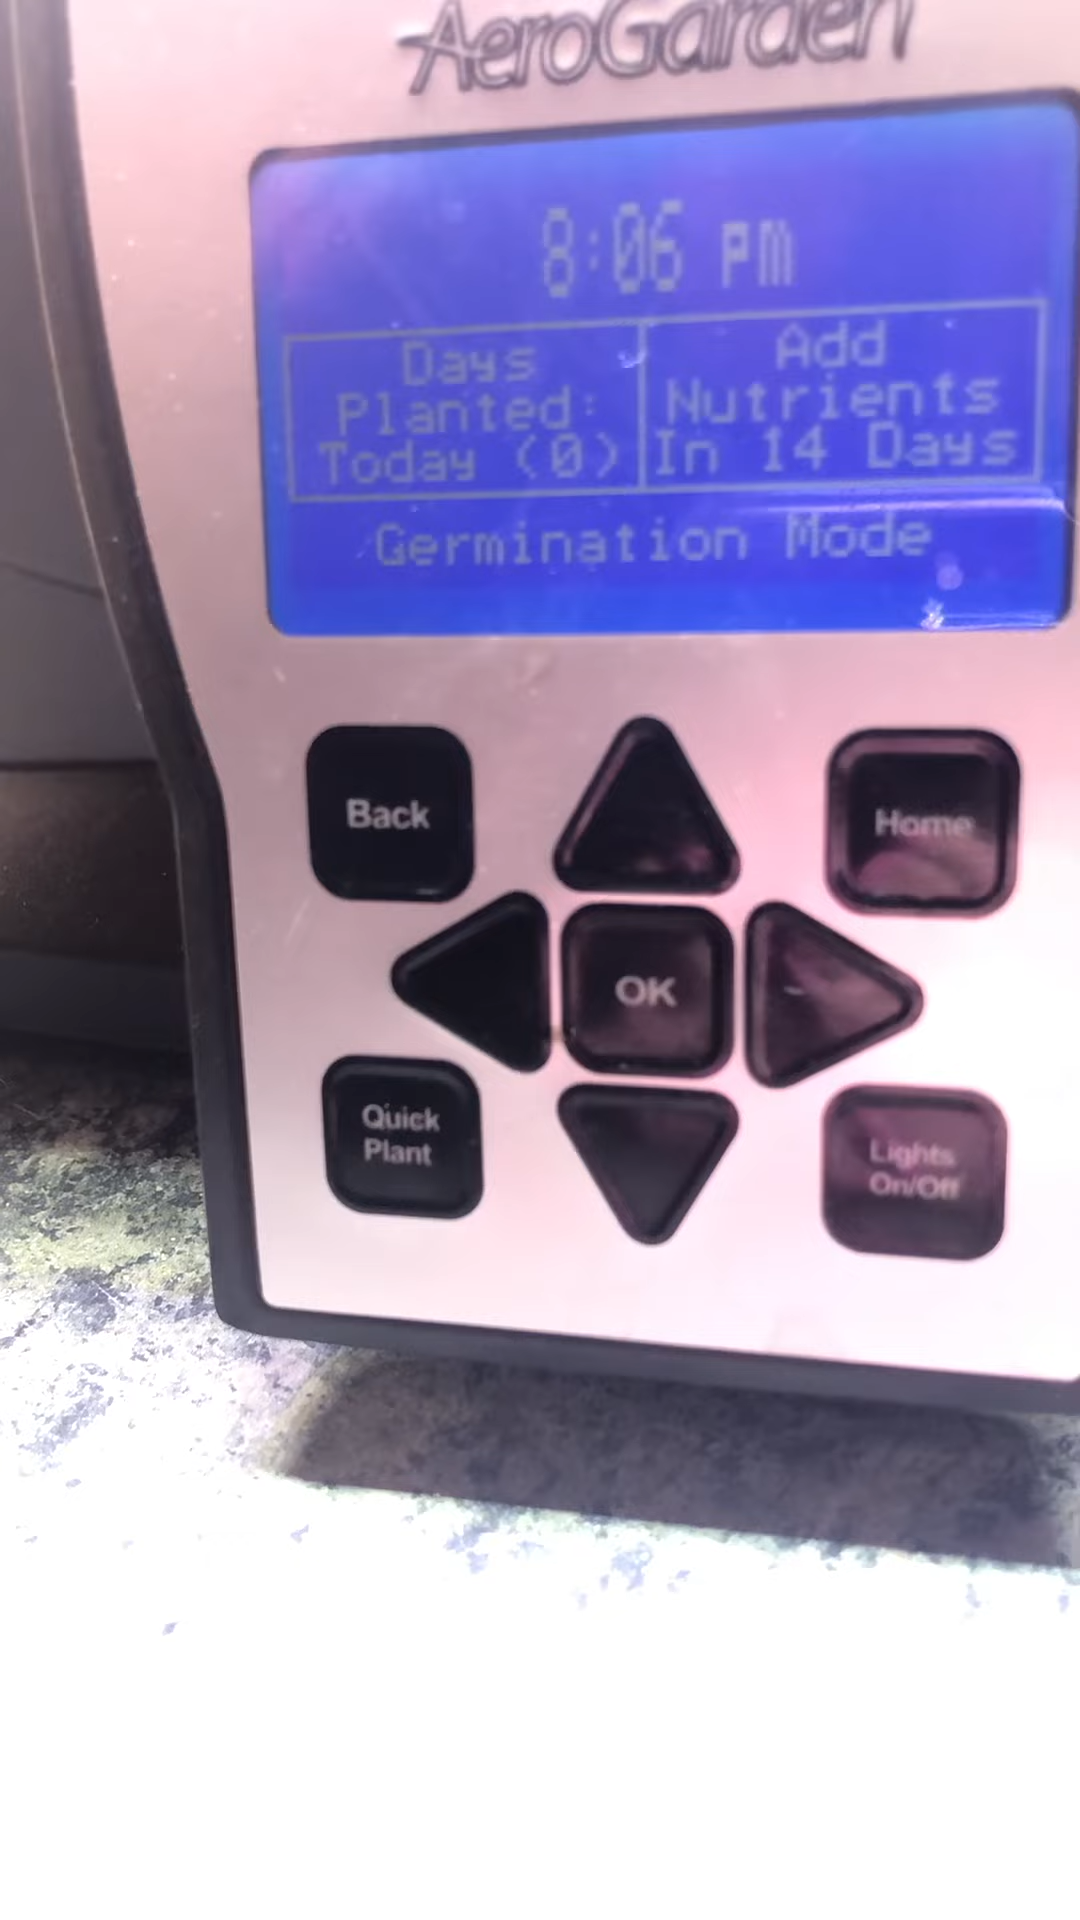 AeroGarden
8:06 pm
Days
Planted:
Today (0)
Add
Nutrients
In 14 Days
Germination Mode
Back
Home
OK
Quick
Plant
Lights
On/Off